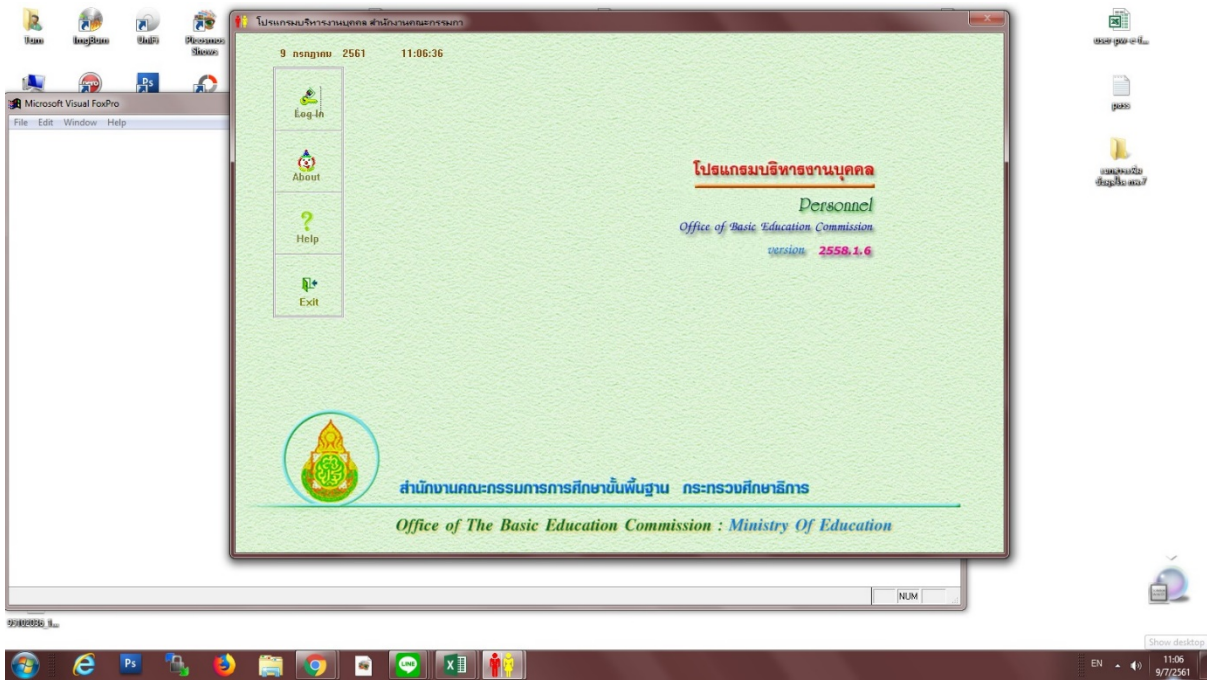 Tom
UniFi
Picosmos
Shows
โปรแกรมบริหารงานบุคคล สำนักงานคณะกรรมกา
9 กรกฎาคม 2561 11:06:36
pass
Microsoft Visual FoxPro
File Edit Window Help
Log-In
About
Help
Exit
โปรแกรมบริหารงานบุคคล
Personnel
Office of Basic Education Commission
version 2558.1.6
สำนักงานคณะกรรมการการศึกษาขั้นพื้นฐาน กระทรวงศึกษาธิการ
Office of The Basic Education Commission : Ministry Of Education
NUM
Show desktop
EN
11:06
9/7/2561